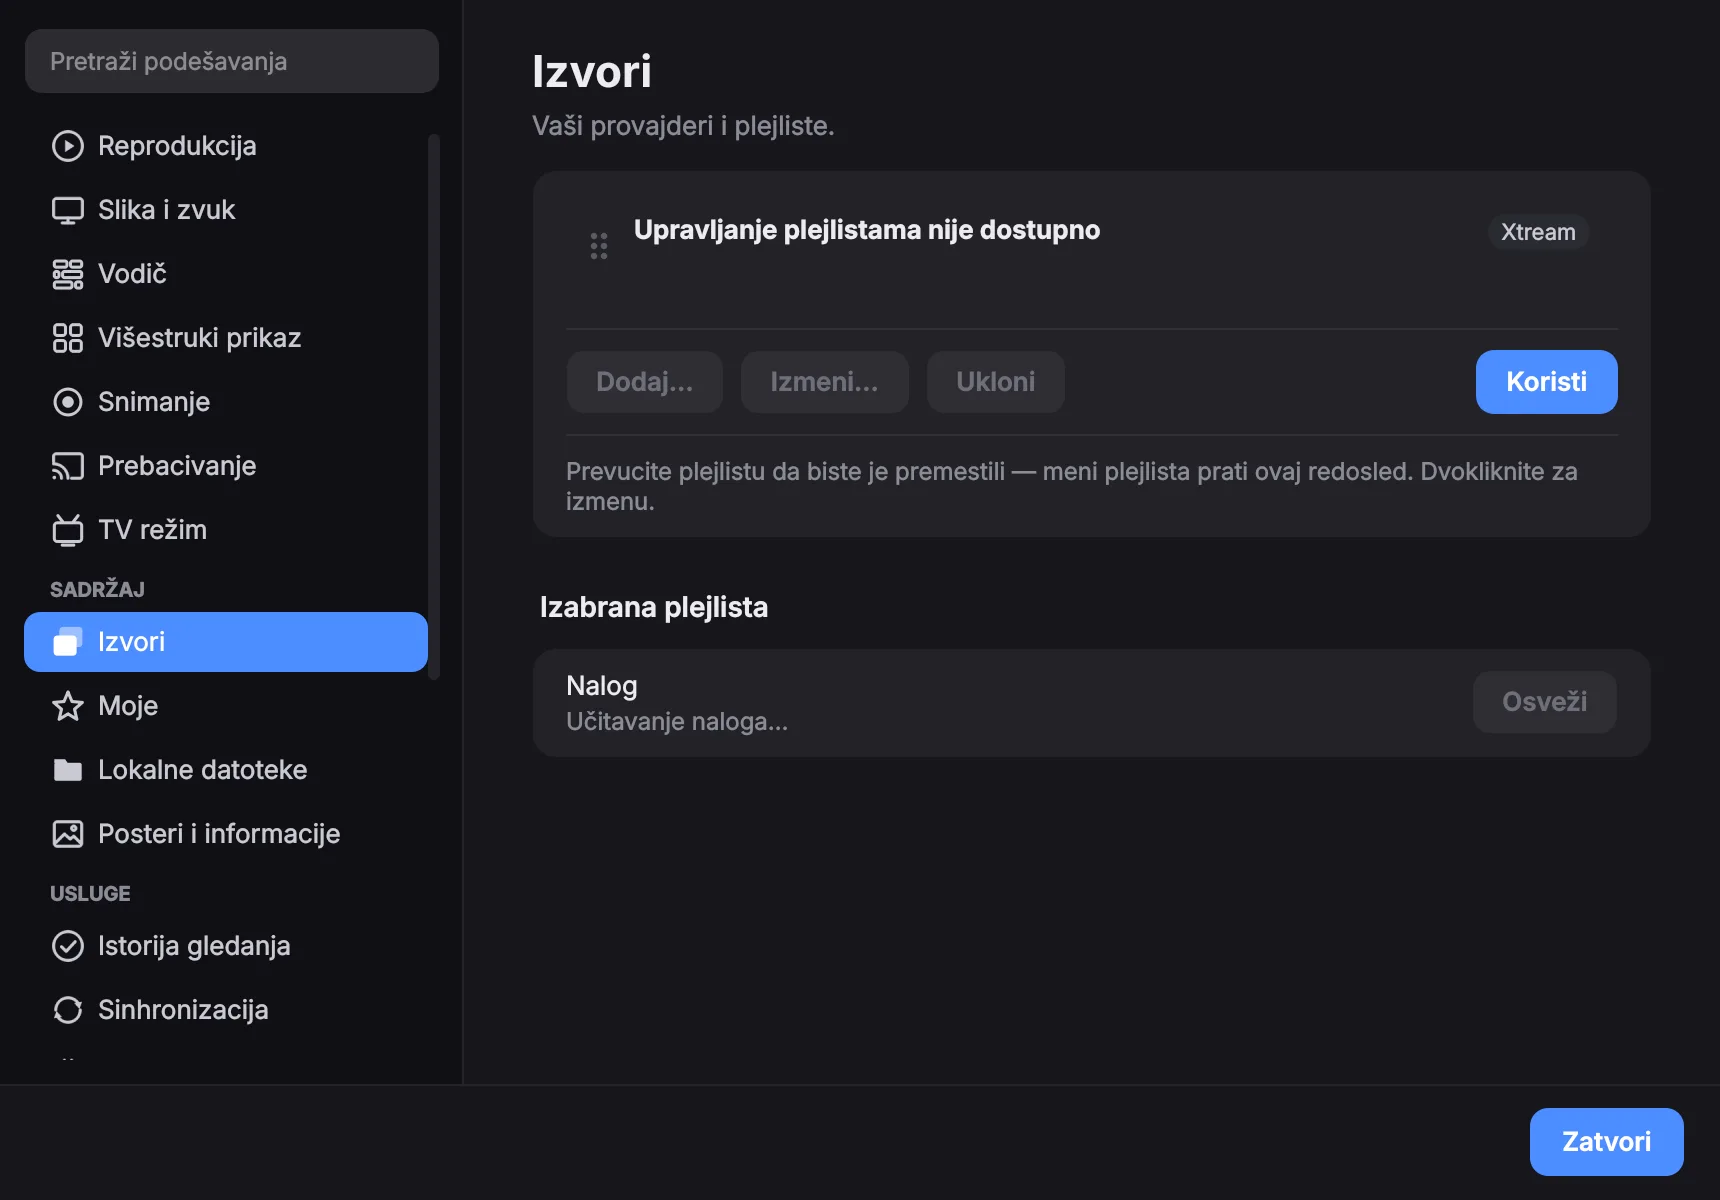 Pretraži podešavanja
Reprodukcija
Slika i zvuk
Vodič
Višestruki prikaz
Snimanje
Prebacivanje
TV režim
SADRŽAJ
Izvori
Moje
Lokalne datoteke
Posteri i informacije
USLUGE
Istorija gledanja
Sinhronizacija
Izvori
Vaši provajderi i plejliste.
Upravljanje plejlistama nije dostupno
Xtream
Dodaj...
Izmeni...
Ukloni
Koristi
Prevucite plejlistu da biste je premestili — meni plejlista prati ovaj redosled. Dvokliknite za
izmenu.
Izabrana plejlista
Nalog
Učitavanje naloga...
Osveži
Zatvori